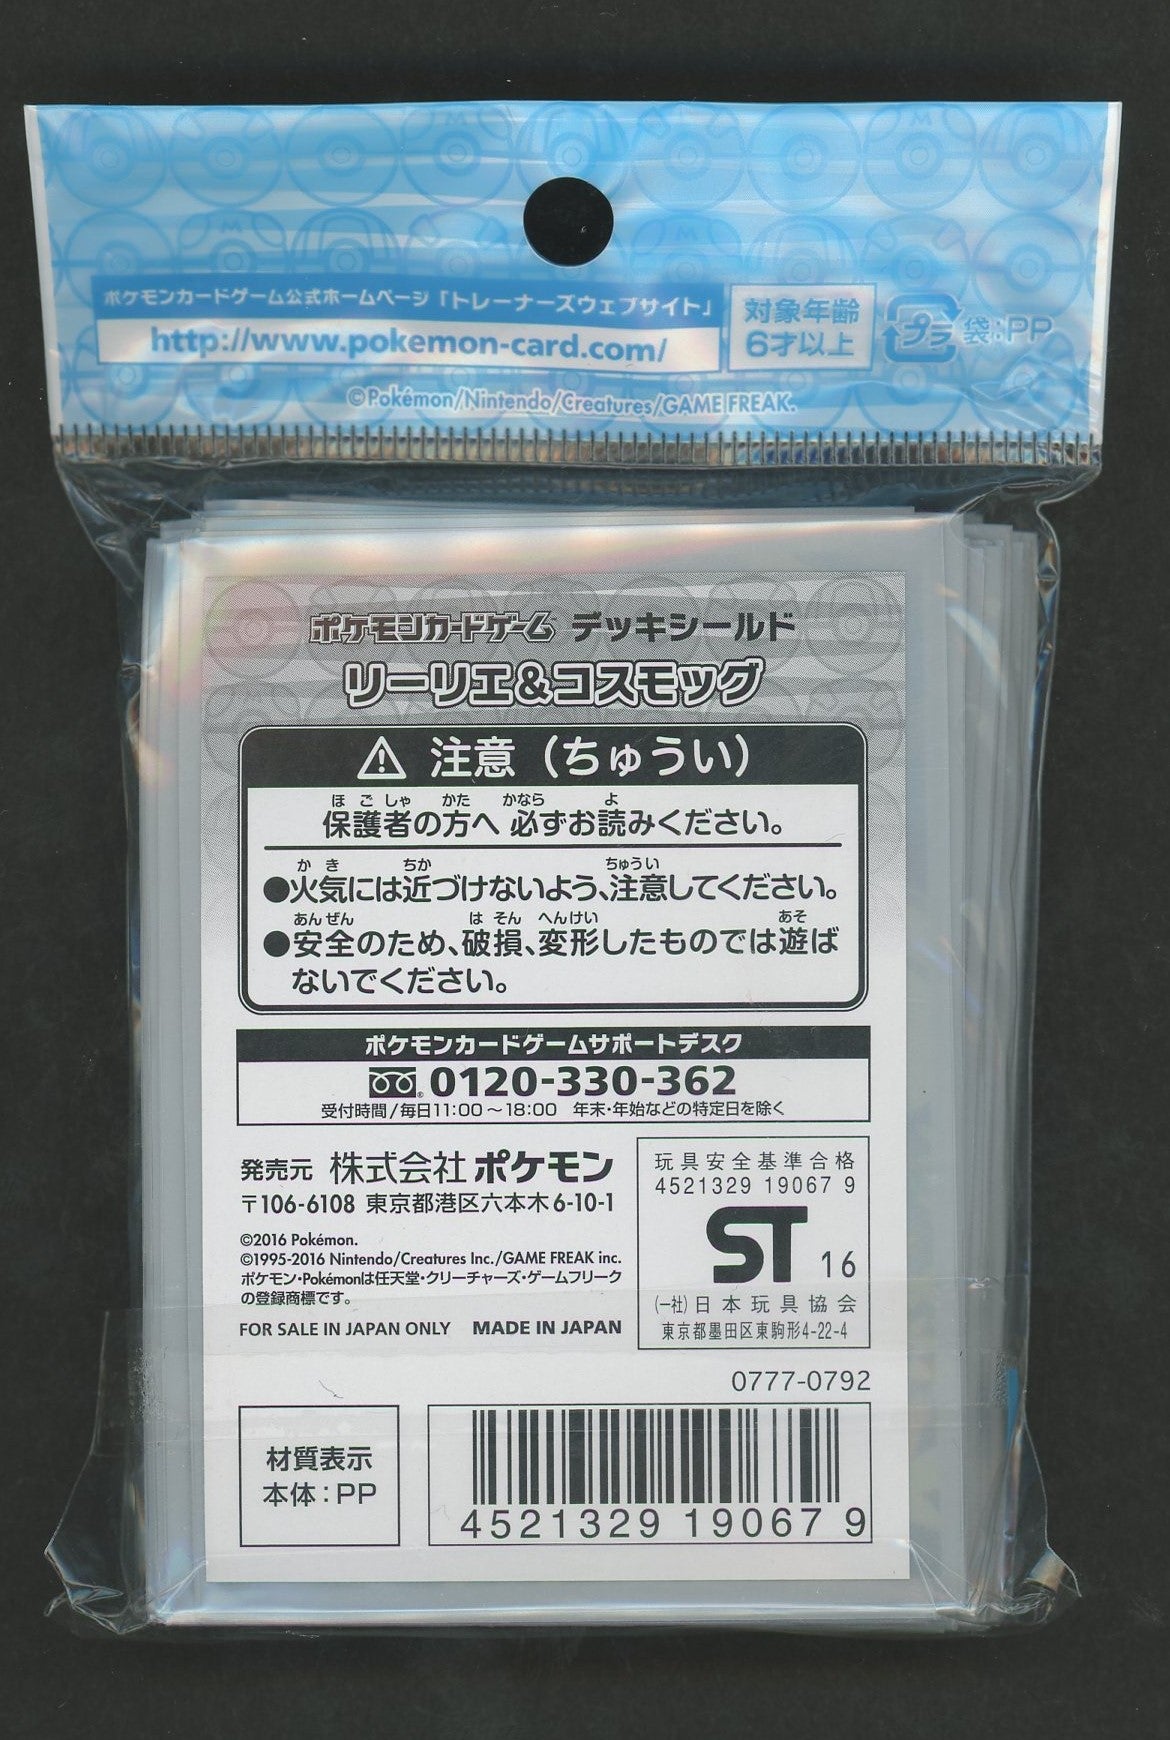 ポケモンカードゲーム公式ホームページ「トレーナーズウェブサイト」
http://www.pokemon-card.com/
対象年齢
6才以上
プラ 袋:PP
©Pokémon/Nintendo/Creatures/GAME FREAK.
ポケモンカードゲーム デッキシールド
リーリエ&コスモッグ
⚠ 注意(ちゅうい)
ほごしゃ かた かなら よ
保護者の方へ 必ずお読みください。
かき ちか ちゅうい
●火気には近づけないよう、注意してください。
あんぜん はそん へんけい あそ
●安全のため、破損、変形したものでは遊ば
ないでください。
ポケモンカードゲームサポートデスク
0120-330-362
受付時間/毎日11:00~18:00 年末・年始などの特定日を除く
発売元 株式会社ポケモン
〒106-6108 東京都港区六本木6-10-1
©2016 Pokémon.
©1995-2016 Nintendo/Creatures Inc./GAME FREAK inc.
ポケモン・Pokémonは任天堂・クリーチャーズ・ゲームフリーク
の登録商標です。
FOR SALE IN JAPAN ONLY MADE IN JAPAN
玩具安全基準合格
4521329 19067 9
ST 16
(一社)日本玩具協会
東京都墨田区東駒形4-22-4
0777-0792
材質表示
本体:PP
4521329 19067 9